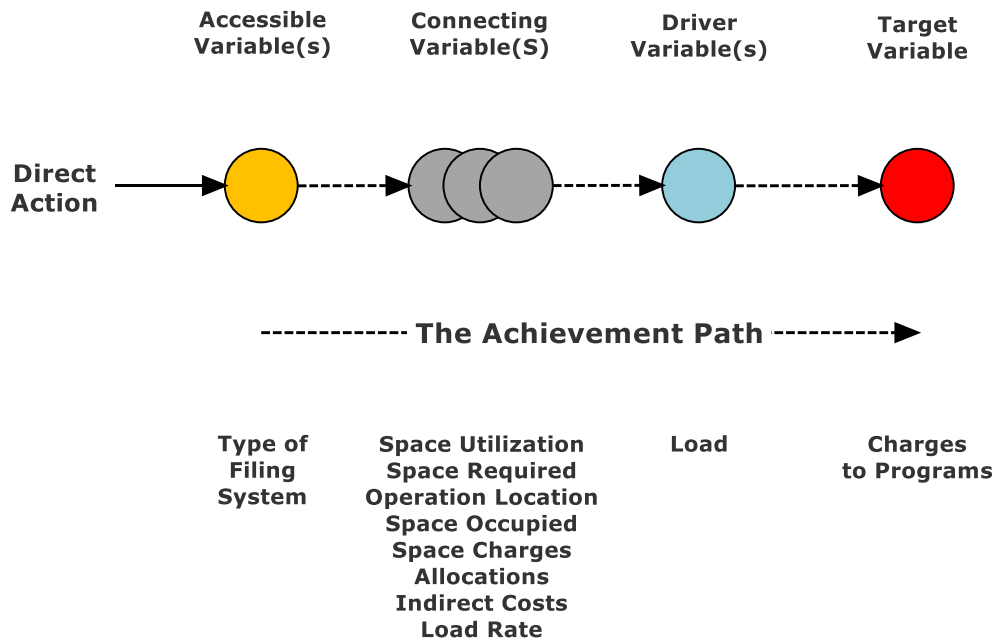 Accessible
Variable(s)
Connecting
Variable(S)
Driver
Variable(s)
Target
Variable
Direct
Action
The Achievement Path
Type of
Filing
System
Space Utilization
Space Required
Operation Location
Space Occupied
Space Charges
Allocations
Indirect Costs
Load Rate
Load
Charges
to Programs